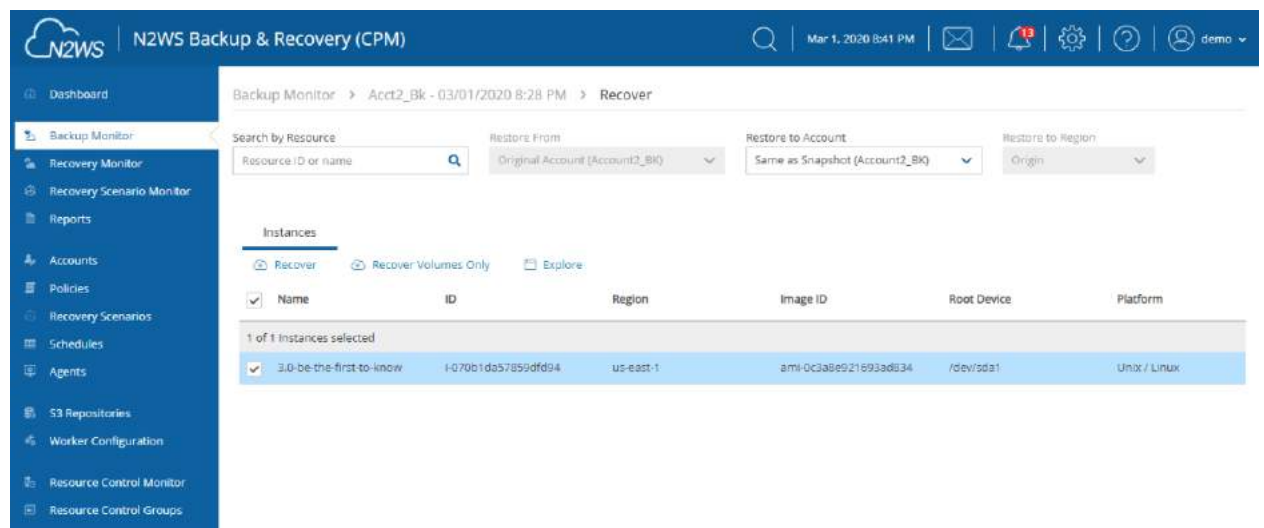 N2WS N2WS Backup & Recovery (CPM) Mar 1, 2020 8:41 PM 13 ? demo
Dashboard
Backup Monitor
Recovery Monitor
Recovery Scenario Monitor
Reports
Accounts
Policies
Recovery Scenarios
Schedules
Agents
S3 Repositories
Worker Configuration
Resource Control Monitor
Resource Control Groups
Backup Monitor > Acct2_Bk - 03/01/2020 8:28 PM > Recover
Search by Resource Restore From Restore to Account Restore to Region
Resource ID or name Original Account (Account2_BK) Same as Snapshot (Account2_BK) Origin
Instances
Recover Recover Volumes Only Explore
Name ID Region Image ID Root Device Platform
1 of 1 Instances selected
3.0-be-the-first-to-know i-070b1da57859dfd94 us-east-1 ami-0c3a8e921693ad834 /dev/sda1 Unix / Linux